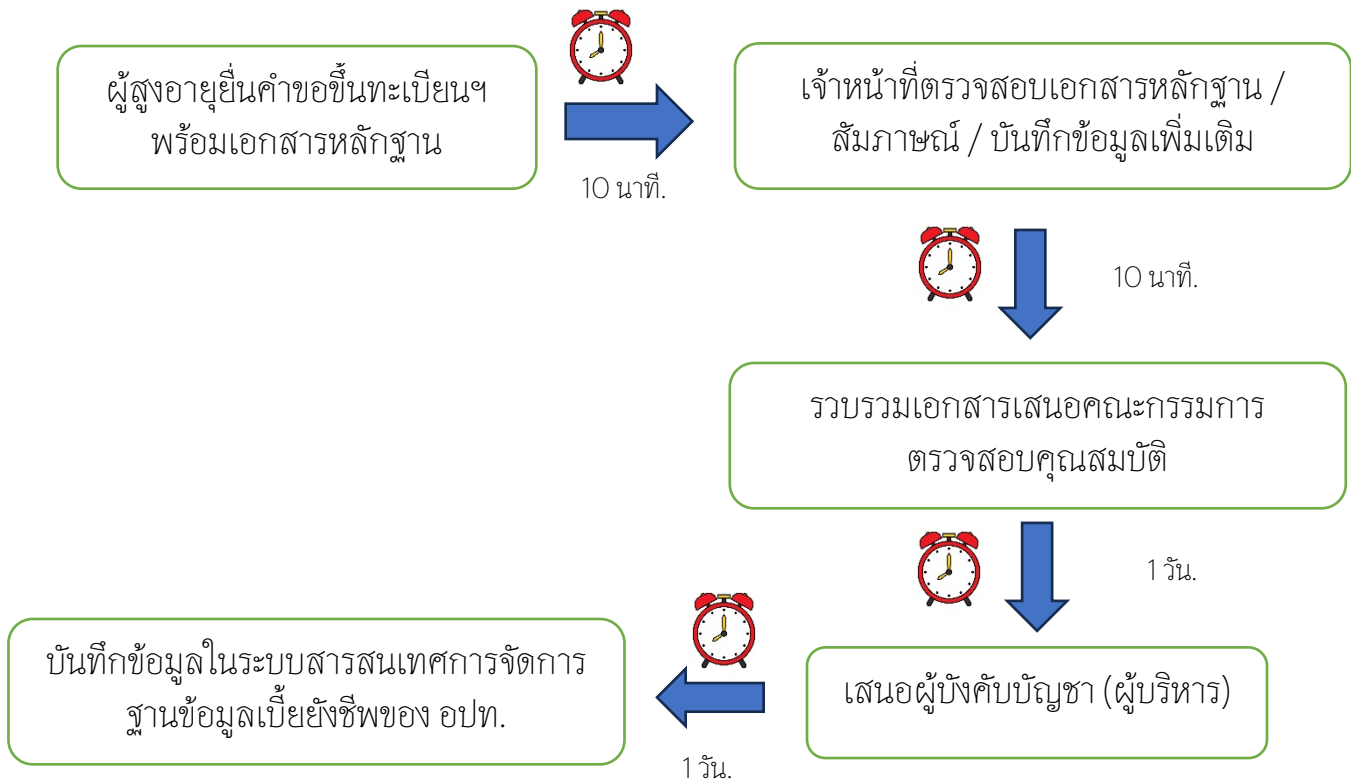 ผู้สูงอายุยื่นคำขอขึ้นทะเบียนฯ
พร้อมเอกสารหลักฐาน
10 นาที.
เจ้าหน้าที่ตรวจสอบเอกสารหลักฐาน /
สัมภาษณ์ / บันทึกข้อมูลเพิ่มเติม
10 นาที.
รวบรวมเอกสารเสนอคณะกรรมการ
ตรวจสอบคุณสมบัติ
1 วัน.
เสนอผู้บังคับบัญชา (ผู้บริหาร)
1 วัน.
บันทึกข้อมูลในระบบสารสนเทศการจัดการ
ฐานข้อมูลเบี้ยยังชีพของ อปท.